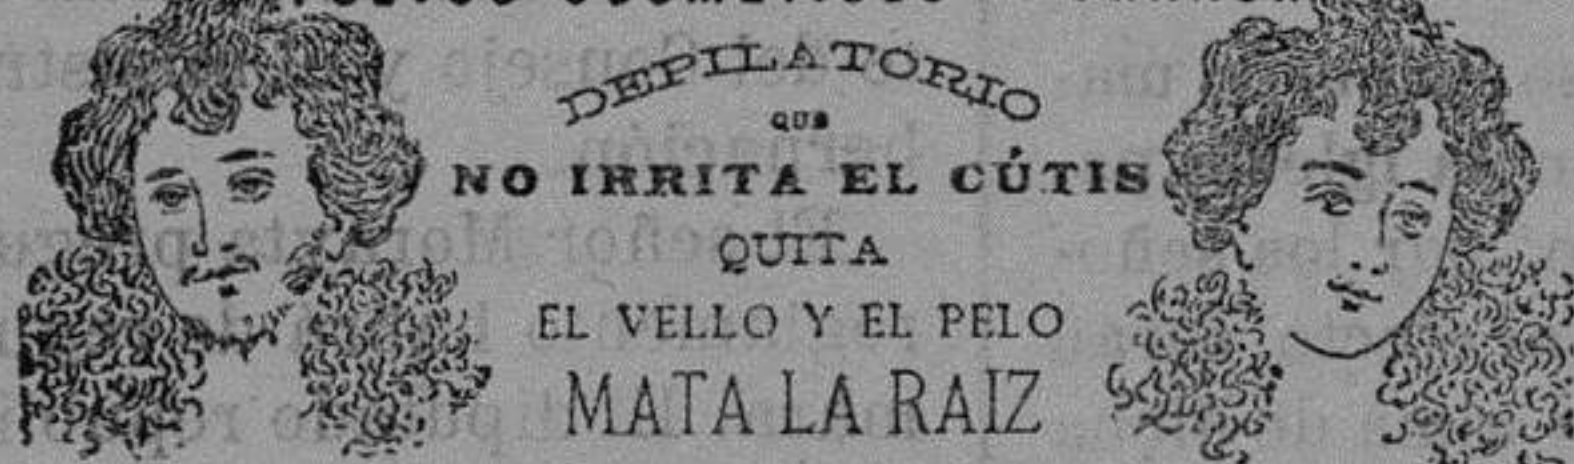 DEPILATORIO
QUE
NO IRRITA EL CÚTIS
QUITA
EL VELLO Y EL PELO
MATA LA RAIZ